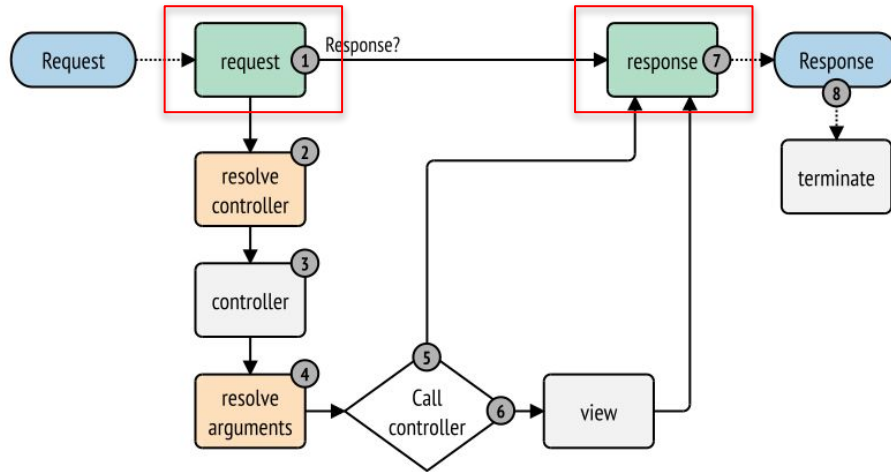 Request
request
1
Response?
response
7
Response
8
terminate
2
resolve
controller
3
controller
4
resolve
arguments
5
Call
controller
6
view